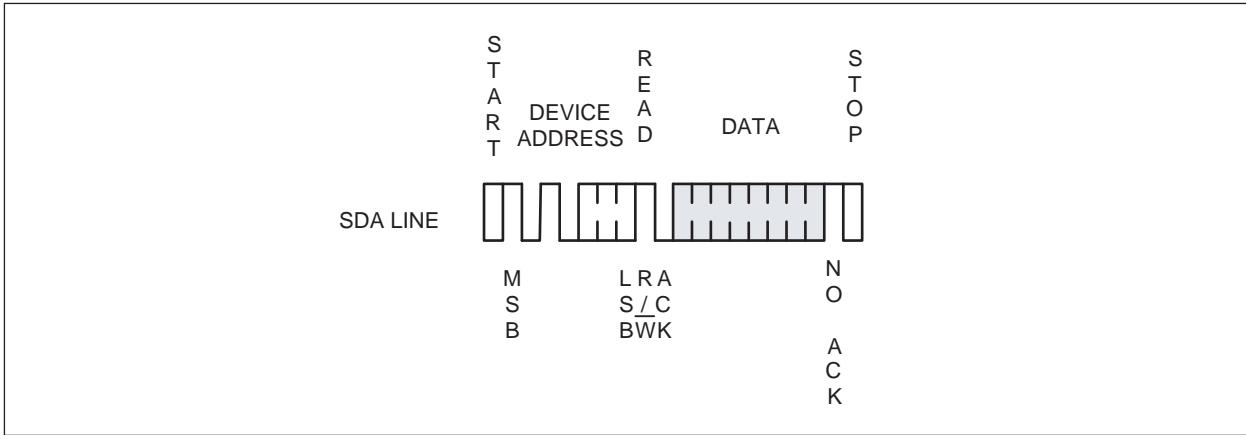 START
DEVICE
ADDRESS
READ
DATA
STOP
SDA LINE
MSB
LSB
R/W
ACK
NO ACK